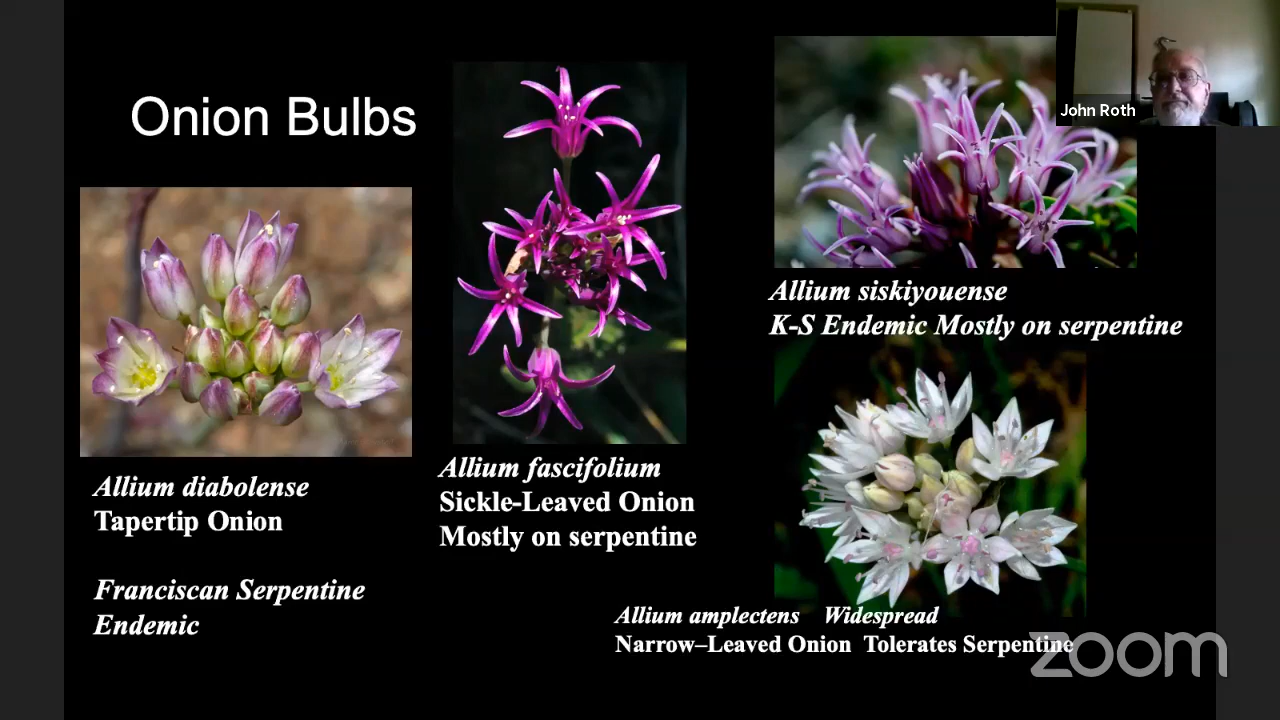 Onion Bulbs
John Roth
Allium siskiyouense
K-S Endemic Mostly on serpentine
Allium fascifolium
Sickle-Leaved Onion
Mostly on serpentine
Allium diabolense
Tapertip Onion
Franciscan Serpentine
Endemic
Allium amplectens Widespread
Narrow–Leaved Onion Tolerates Serpentine
zoom